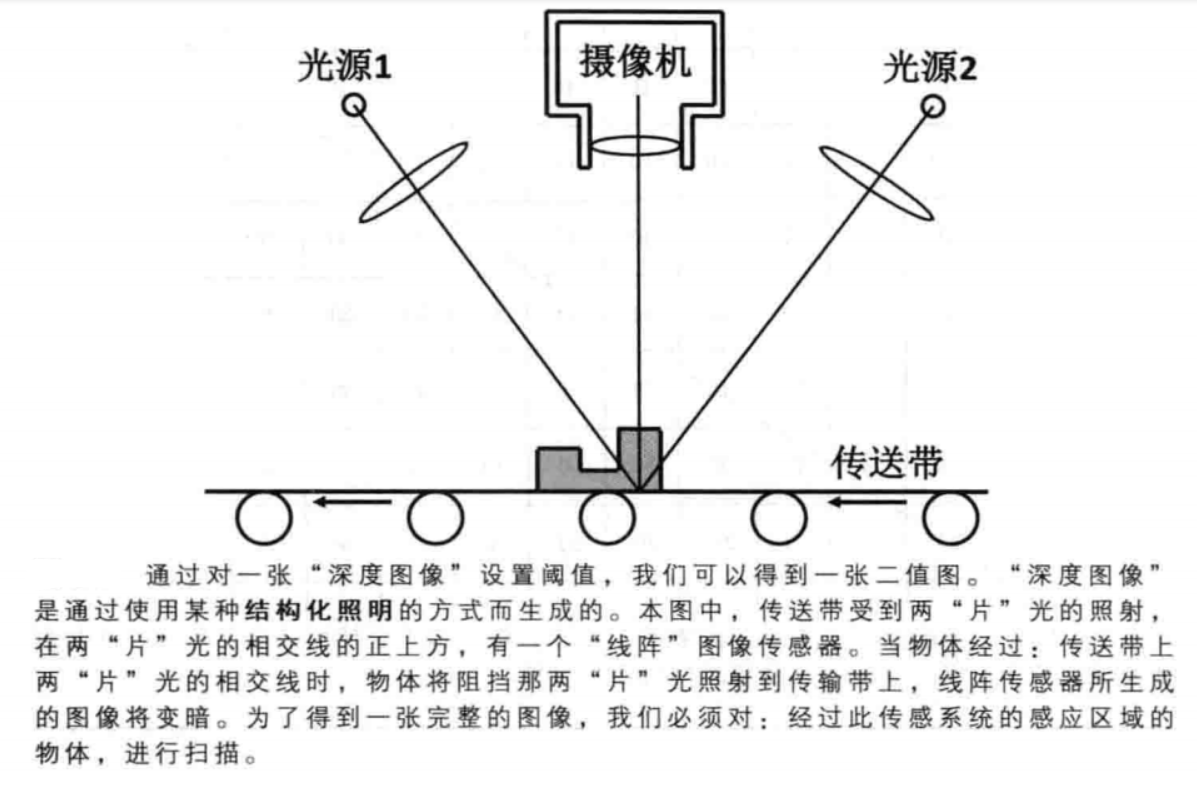 光源1
摄像机
光源2
传送带
通过对一张“深度图像”设置阈值，我们可以得到一张二值图。“深度图像”
是通过使用某种结构化照明的方式而生成的。本图中，传送带受到两“片”光的照射，
在两“片”光的相交线的正上方，有一个“线阵”图像传感器。当物体经过：传送带上
两“片”光的相交线时，物体将阻挡那两“片”光照射到传输带上，线阵传感器所生成
的图像将变暗。为了得到一张完整的图像，我们必须对：经过此传感系统的感应区域的
物体，进行扫描。